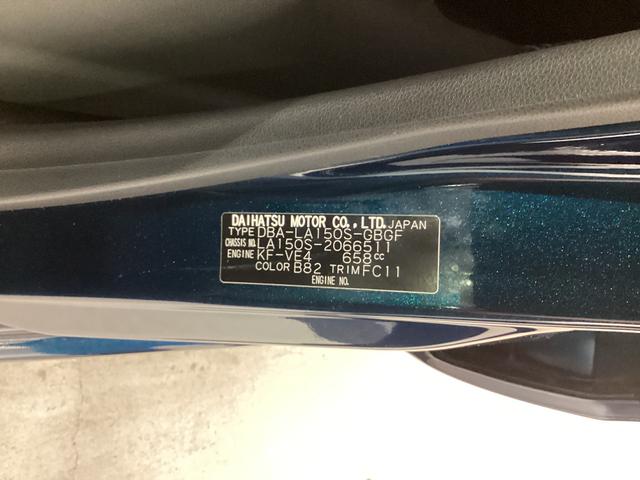 DAIHATSU MOTOR CO., LTD. JAPAN
TYPE DBA-LA150S-GBGF
CHASSIS NO. LA150S-2066511
ENGINE KF-VE4 658cc
COLOR B82 TRIM FC11
ENGINE NO.